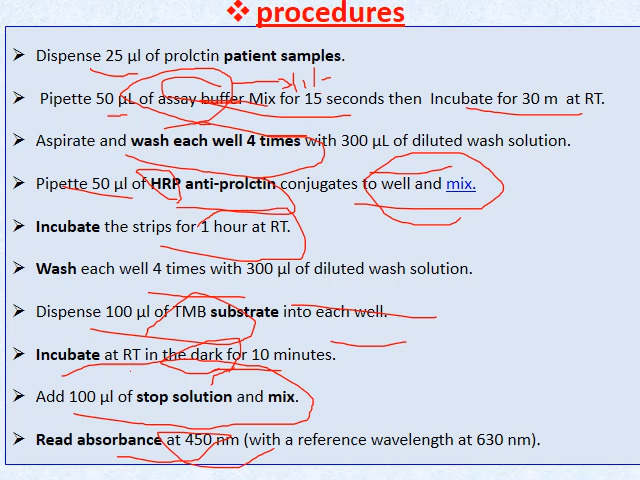 ❖ procedures
➢ Dispense 25 µl of prolctin patient samples.
➢ Pipette 50 µL of assay buffer Mix for 15 seconds then Incubate for 30 m at RT.
➢ Aspirate and wash each well 4 times with 300 µL of diluted wash solution.
➢ Pipette 50 µl of HRP anti-prolctin conjugates to well and mix.
➢ Incubate the strips for 1 hour at RT.
➢ Wash each well 4 times with 300 µl of diluted wash solution.
➢ Dispense 100 µl of TMB substrate into each well.
➢ Incubate at RT in the dark for 10 minutes.
➢ Add 100 µl of stop solution and mix.
➢ Read absorbance at 450 nm (with a reference wavelength at 630 nm).